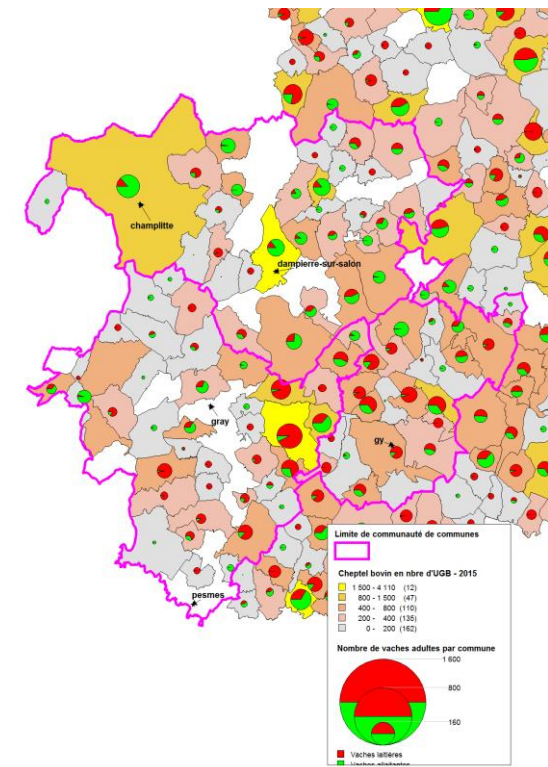 champlitte
dampierre-sur-salon
gray
gy
pesmes
Limite de communauté de communes
Cheptel bovin en nbre d'UGB - 2015
1 500 - 4 110 (12)
800 - 1 500 (47)
400 - 800 (110)
200 - 400 (135)
0 - 200 (162)
Nombre de vaches adultes par commune
1 600
800
160
Vaches laitières
Vaches allaitantes